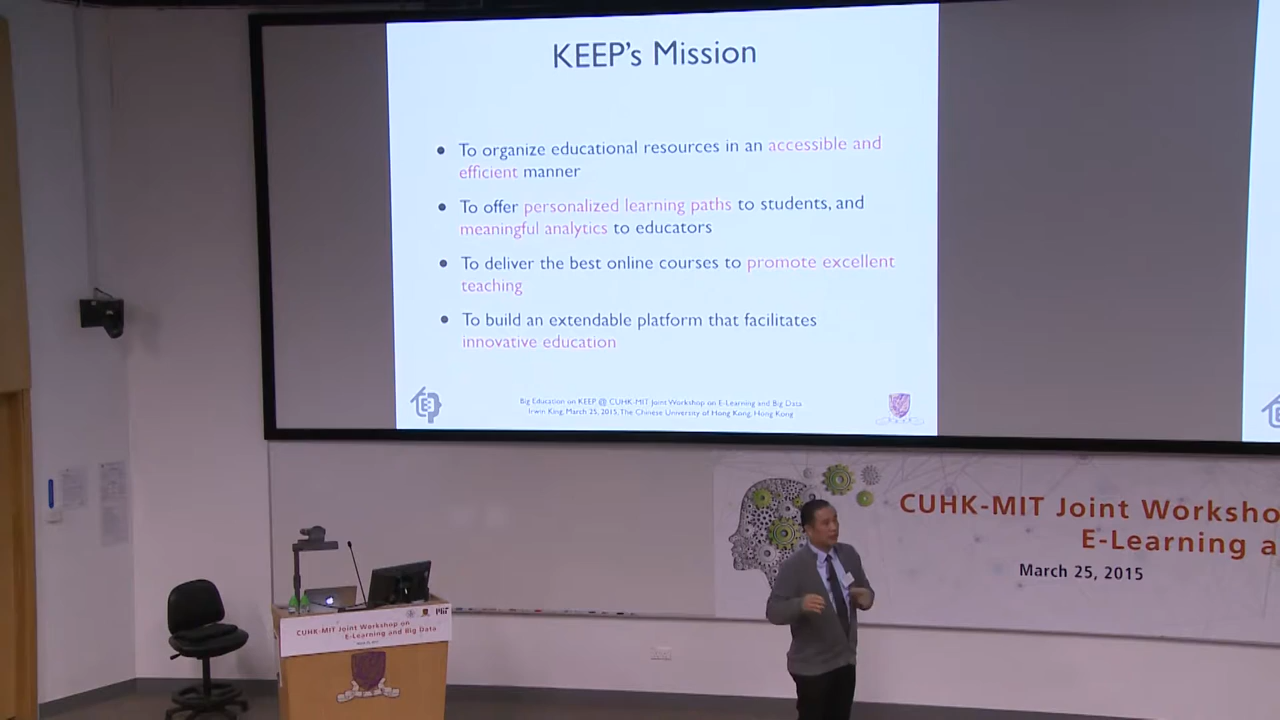 KEEP's Mission
• To organize educational resources in an accessible and
efficient manner
• To offer personalized learning paths to students, and
meaningful analytics to educators
• To deliver the best online courses to promote excellent
teaching
• To build an extendable platform that facilitates
innovative education
Big Education on KEEP @ CUHK-MIT Joint Workshop on E-Learning and Big Data
Irwin King, March 25, 2015, The Chinese University of Hong Kong, Hong Kong
CUHK-MIT Joint Worksho
E-Learning a
March 25, 2015
CUHK-MIT Joint Workshop on
E-Learning and Big Data